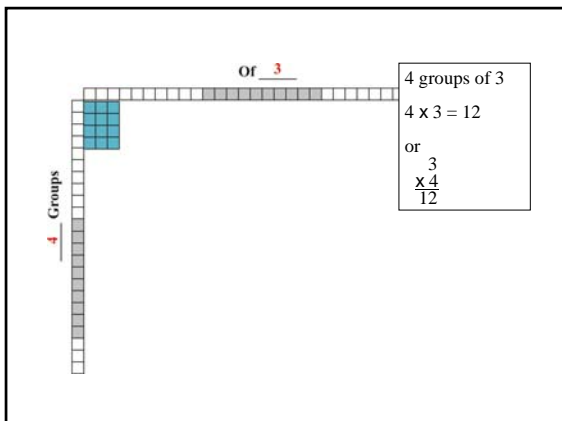 Of 3
4 groups of 3
4 x 3 = 12
or
3
x 4
12
4 Groups